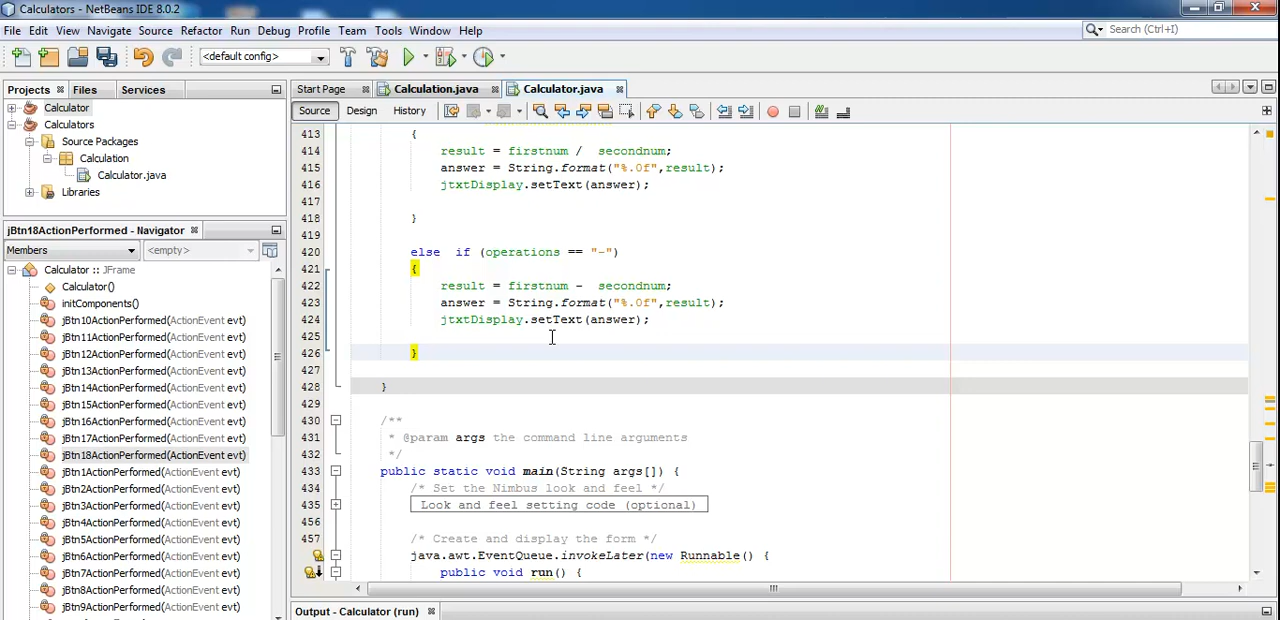 Calculators - NetBeans IDE 8.0.2
File Edit View Navigate Source Refactor Run Debug Profile Team Tools Window Help
Search (Ctrl+I)
<default config>
Projects Files Services
Start Page Calculation.java Calculator.java
Calculator
Calculators
Source Packages
Calculation
Calculator.java
Libraries
Source Design History
jBtn18ActionPerformed - Navigator
Members <empty>
Calculator :: JFrame
Calculator()
initComponents()
jBtn10ActionPerformed(ActionEvent evt)
jBtn11ActionPerformed(ActionEvent evt)
jBtn12ActionPerformed(ActionEvent evt)
jBtn13ActionPerformed(ActionEvent evt)
jBtn14ActionPerformed(ActionEvent evt)
jBtn15ActionPerformed(ActionEvent evt)
jBtn16ActionPerformed(ActionEvent evt)
jBtn17ActionPerformed(ActionEvent evt)
jBtn18ActionPerformed(ActionEvent evt)
jBtn1ActionPerformed(ActionEvent evt)
jBtn2ActionPerformed(ActionEvent evt)
jBtn3ActionPerformed(ActionEvent evt)
jBtn4ActionPerformed(ActionEvent evt)
jBtn5ActionPerformed(ActionEvent evt)
jBtn6ActionPerformed(ActionEvent evt)
jBtn7ActionPerformed(ActionEvent evt)
jBtn8ActionPerformed(ActionEvent evt)
jBtn9ActionPerformed(ActionEvent evt)
413 {
414 result = firstnum / secondnum;
415 answer = String.format("%.0f",result);
416 jtxtDisplay.setText(answer);
417
418 }
419
420 else if (operations == "-")
421 {
422 result = firstnum - secondnum;
423 answer = String.format("%.0f",result);
424 jtxtDisplay.setText(answer);
425
426 }
427
428 }
429
430 /**
431 * @param args the command line arguments
432 */
433 public static void main(String args[]) {
434 /* Set the Nimbus look and feel */
435 Look and feel setting code (optional)
456
457 /* Create and display the form */
java.awt.EventQueue.invokeLater(new Runnable() {
public void run() {
Output - Calculator (run)